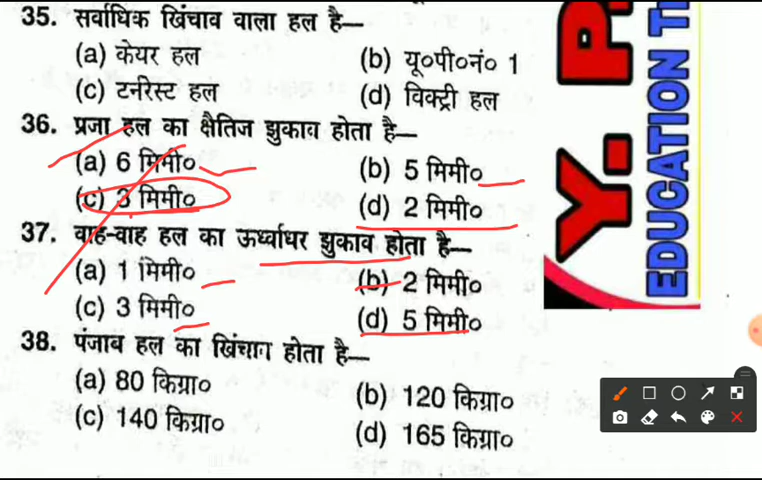 35. सर्वाधिक खिंचाव वाला हल है—
(a) केयर हल (b) यू०पी०नं० 1
(c) टर्नरेस्ट हल (d) विक्ट्री हल
36. प्रजा हल का क्षैतिज झुकाव होता है—
(a) 6 मिमी० (b) 5 मिमी०
(c) 3 मिमी० (d) 2 मिमी०
37. वाह-वाह हल का ऊर्ध्वाधर झुकाव होता है—
(a) 1 मिमी० (b) 2 मिमी०
(c) 3 मिमी० (d) 5 मिमी०
38. पंजाब हल का खिंचाव होता है—
(a) 80 किग्रा० (b) 120 किग्रा०
(c) 140 किग्रा० (d) 165 किग्रा०
Y. P.
EDUCATION